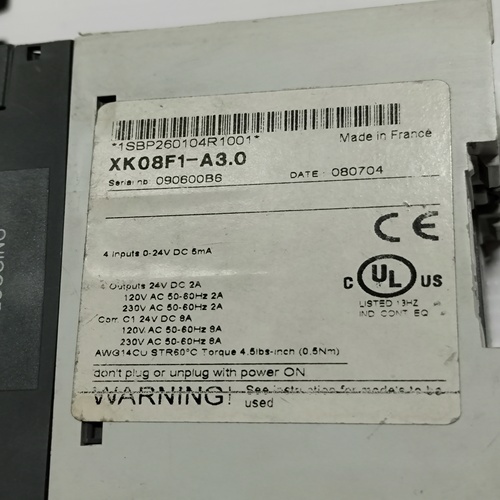 *1SBP260104R1001*
Made in France
XK08F1-A3.0
Serial no: 090600B6 DATE: 080704
CE
4 Inputs 0-24V DC 5mA
C UL US
LISTED 13HZ
IND CONT EQ
4 Outputs 24V DC 2A
120V AC 50-60Hz 2A
230V AC 50-60Hz 2A
Com C1 24V DC 8A
120V AC 50-60Hz 8A
230V AC 50-60Hz 8A
AWG14CU STR60°C Torque 4.5lbs-inch (0.5Nm)
don't plug or unplug with power ON
WARNING! See instruction for models to be
used